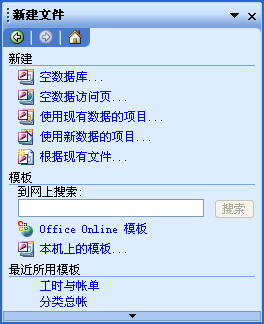 新建文件
新建
空数据库...
空数据访问页...
使用现有数据的项目...
使用新数据的项目...
根据现有文件...
模板
到网上搜索:
搜索
Office Online 模板
本机上的模板...
最近所用模板
工时与帐单
分类总帐